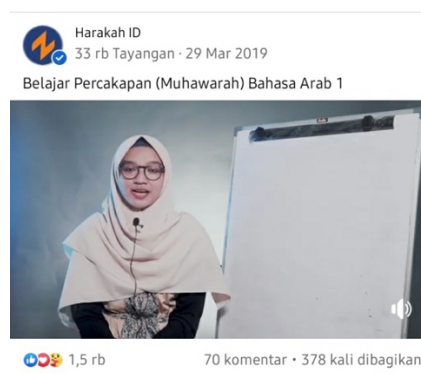 Harakah ID
33 rb Tayangan · 29 Mar 2019
Belajar Percakapan (Muhawarah) Bahasa Arab 1
1,5 rb
70 komentar • 378 kali dibagikan